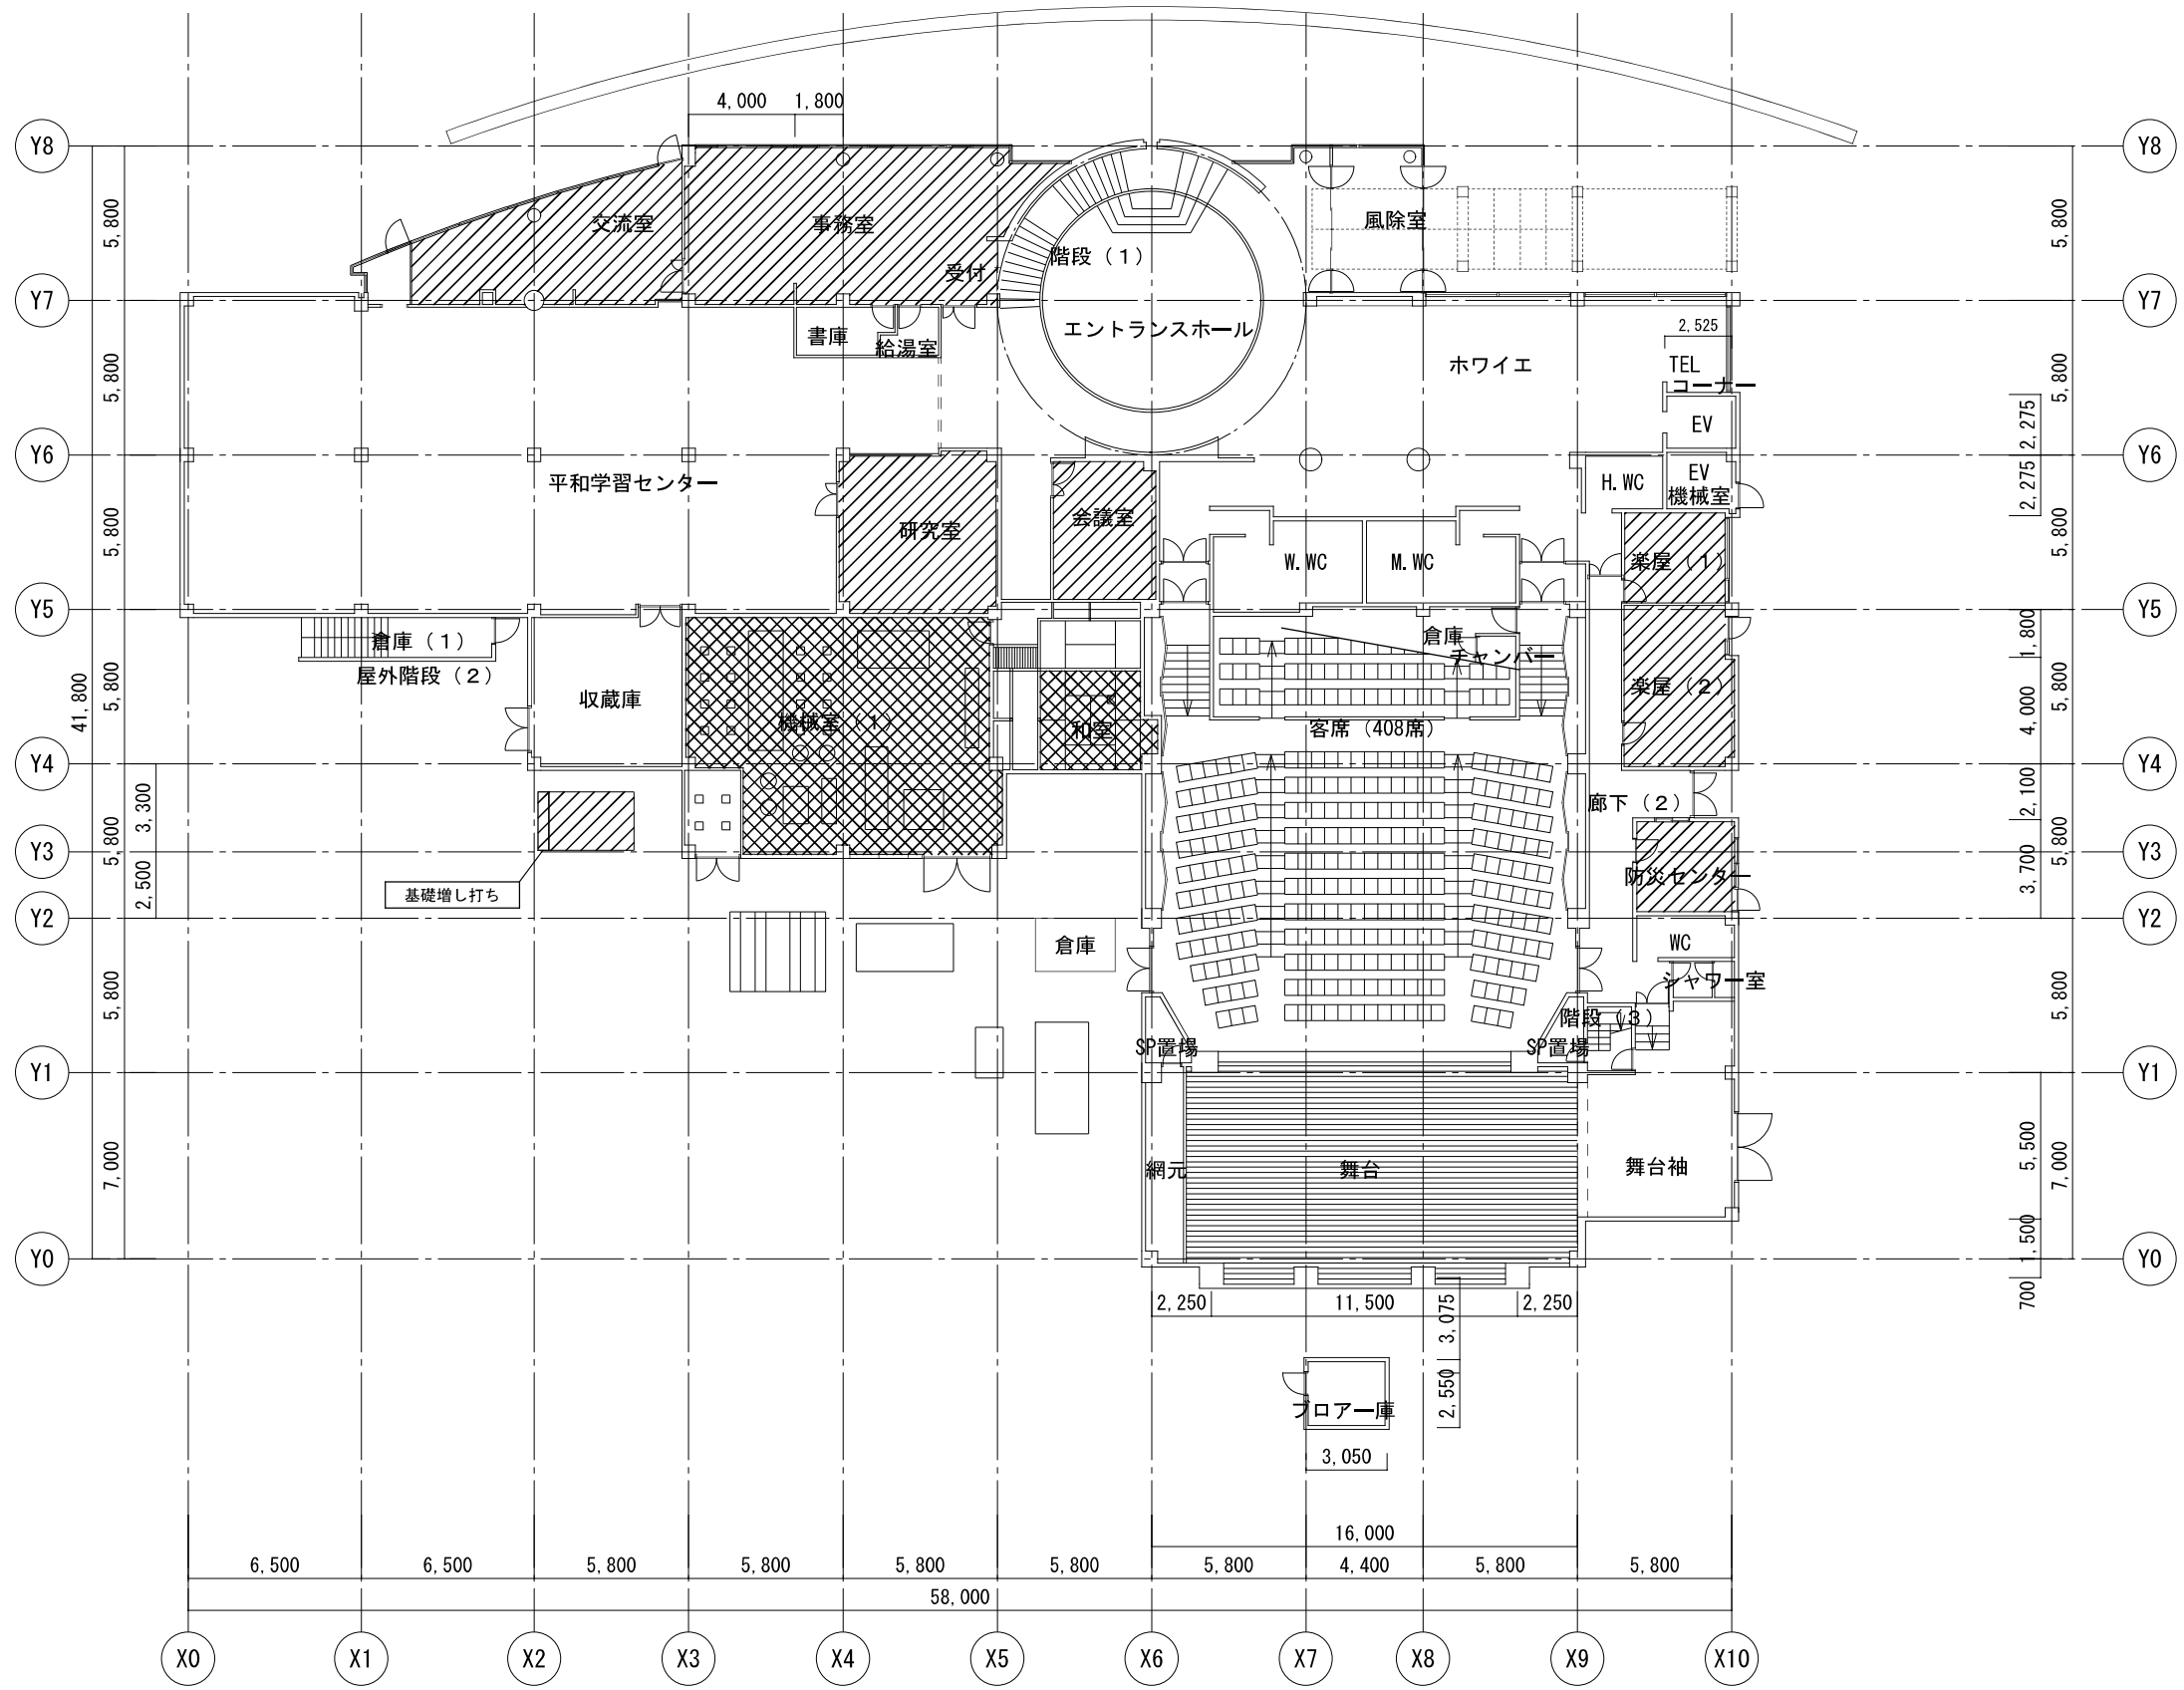 4,000
1,800
Y8
Y8
5,800
交流室
事務室
風除室
5,800
受付
階段（１）
Y7
Y7
エントランスホール
2,525
書庫
給湯室
ホワイエ
TEL
コーナー
5,800
5,800
2,275
EV
Y6
Y6
平和学習センター
H.WC
EV
機械室
2,275
研究室
会議室
楽屋（１）
5,800
5,800
W.WC
M.WC
Y5
Y5
倉庫（１）
倉庫
チャンバー
1,800
屋外階段（２）
収蔵庫
機械室（１）
和室
客席（408席）
楽屋（２）
41,800
5,800
4,000
5,800
Y4
Y4
3,300
廊下（２）
2,100
5,800
5,800
Y3
Y3
基礎増し打ち
2,500
防災センター
3,700
Y2
Y2
倉庫
WC
シャワー室
5,800
5,800
階段（３）
SP置場
SP置場
Y1
Y1
7,000
網元
舞台
舞台袖
5,500
7,000
1,500
Y0
Y0
700
2,250
11,500
2,250
3,075
2,550
ブロアー庫
3,050
16,000
6,500
6,500
5,800
5,800
5,800
5,800
5,800
4,400
5,800
5,800
58,000
X0
X1
X2
X3
X4
X5
X6
X7
X8
X9
X10